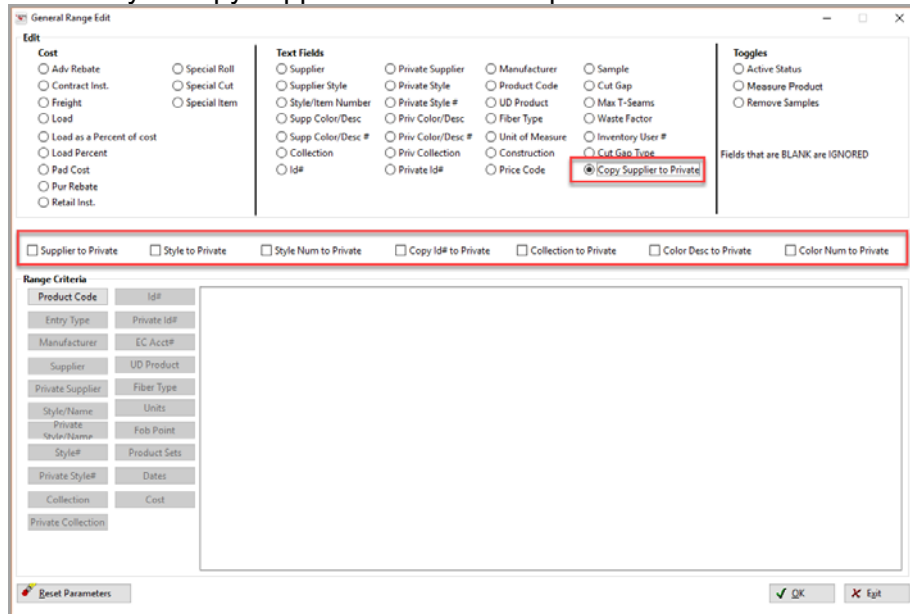 General Range Edit
Edit
Cost
Adv Rebate
Special Roll
Contract Inst.
Special Cut
Freight
Special Item
Load
Load as a Percent of cost
Load Percent
Pad Cost
Pur Rebate
Retail Inst.
Text Fields
Supplier
Private Supplier
Manufacturer
Sample
Supplier Style
Private Style
Product Code
Cut Gap
Style/Item Number
Private Style #
UD Product
Max T-Seams
Supp Color/Desc
Priv Color/Desc
Fiber Type
Waste Factor
Supp Color/Desc #
Priv Color/Desc #
Unit of Measure
Inventory User #
Collection
Priv Collection
Construction
Cut Gap Type
Id#
Private Id#
Price Code
Copy Supplier to Private
Toggles
Active Status
Measure Product
Remove Samples
Fields that are BLANK are IGNORED
Supplier to Private
Style to Private
Style Num to Private
Copy Id# to Private
Collection to Private
Color Desc to Private
Color Num to Private
Range Criteria
Product Code
Id#
Entry Type
Private Id#
Manufacturer
EC Acct#
Supplier
UD Product
Private Supplier
Fiber Type
Style/Name
Units
Private
Style/Name
Fob Point
Style#
Product Sets
Private Style#
Dates
Collection
Cost
Private Collection
Reset Parameters
OK
Exit